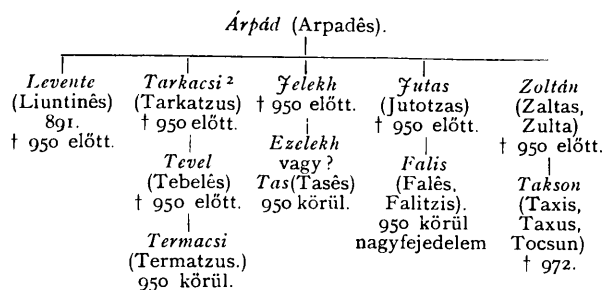 Árpád (Arpadês).
Levente
(Liuntinês)
891.
† 950 előtt.
Tarkacsi ²
(Tarkatzus)
† 950 előtt.
Tevel
(Tebelês)
† 950 előtt.
Termacsi
(Termatzus.)
950 körül.
Jelekh
† 950 előtt.
Ezelekh
vagy ?
Tas (Tasês)
950 körül.
Jutas
(Jutotzas)
† 950 előtt.
Falis
(Falês,
Falitzis).
950 körül
nagyfejedelem
Zoltán
(Zaltas,
Zulta)
† 950 előtt.
Takson
(Taxis,
Taxus,
Tocsun)
† 972.